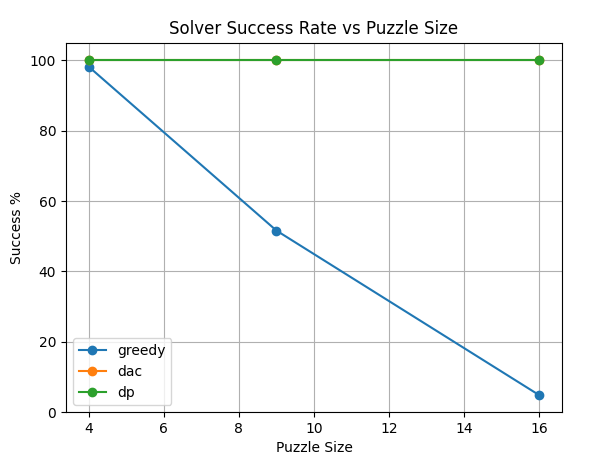 Solver Success Rate vs Puzzle Size
100
80
60
40
20
0
Success %
greedy
dac
dp
4 6 8 10 12 14 16
Puzzle Size